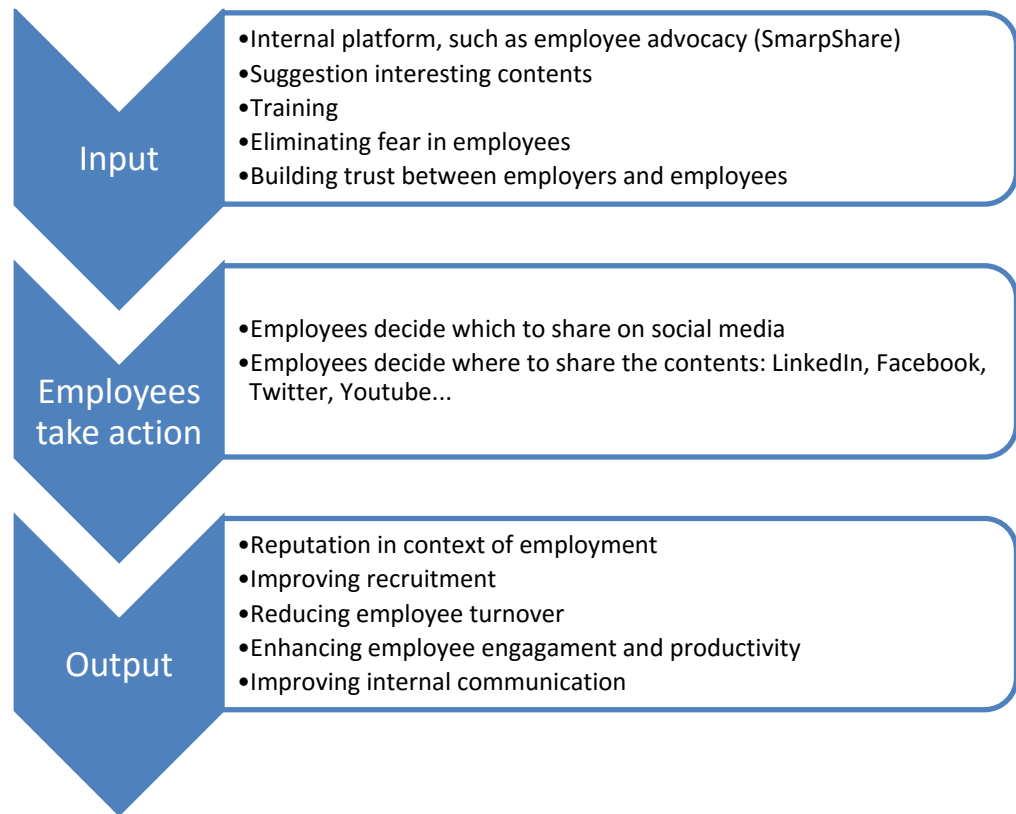 Input
•Internal platform, such as employee advocacy (SmarpShare)
•Suggestion interesting contents
•Training
•Eliminating fear in employees
•Building trust between employers and employees
Employees
take action
•Employees decide which to share on social media
•Employees decide where to share the contents: LinkedIn, Facebook,
Twitter, Youtube...
Output
•Reputation in context of employment
•Improving recruitment
•Reducing employee turnover
•Enhancing employee engagament and productivity
•Improving internal communication